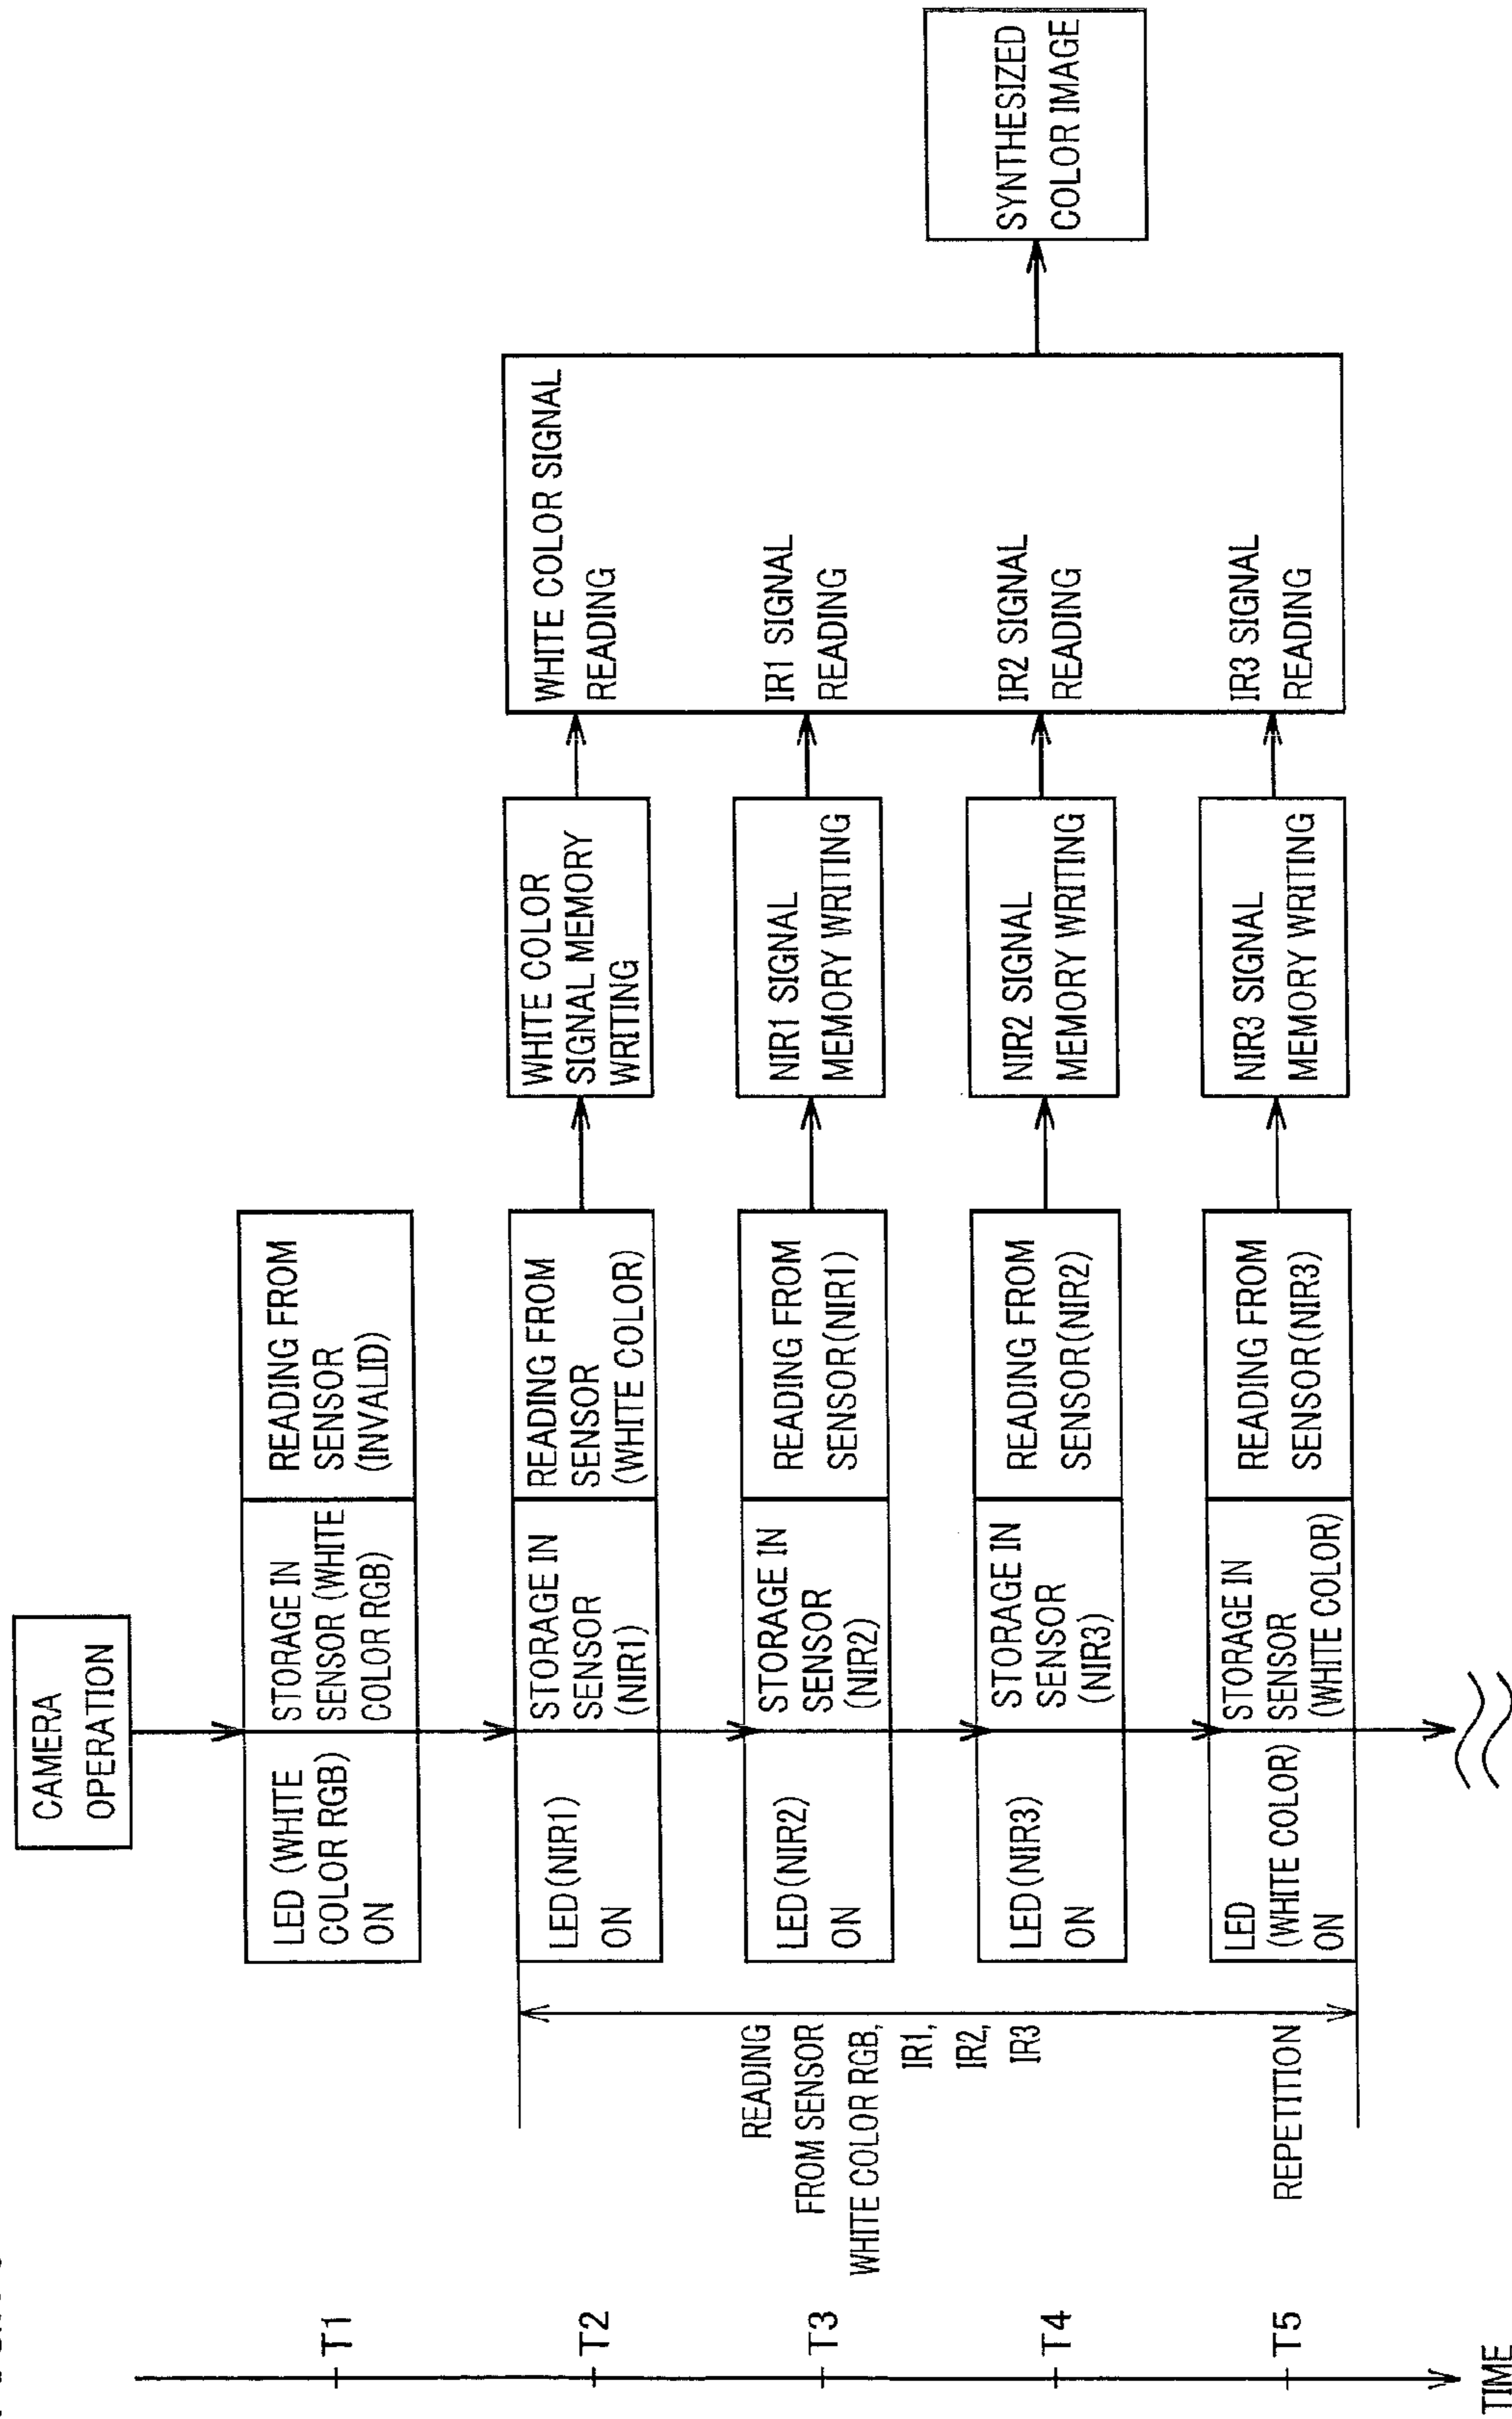 CAMERA
OPERATION
T1
LED (WHITE
COLOR RGB)
ON
STORAGE IN
SENSOR (WHITE
COLOR RGB)
READING FROM
SENSOR
(INVALID)
T2
LED(NIR1)
ON
STORAGE IN
SENSOR
(NIR1)
READING FROM
SENSOR
(WHITE COLOR)
WHITE COLOR
SIGNAL MEMORY
WRITING
WHITE COLOR SIGNAL
READING
READING
FROM SENSOR
WHITE COLOR RGB,
IR1,
IR2,
IR3
T3
LED(NIR2)
ON
STORAGE IN
SENSOR
(NIR2)
READING FROM
SENSOR(NIR1)
NIR1 SIGNAL
MEMORY WRITING
IR1 SIGNAL
READING
T4
LED(NIR3)
ON
STORAGE IN
SENSOR
(NIR3)
READING FROM
SENSOR(NIR2)
NIR2 SIGNAL
MEMORY WRITING
IR2 SIGNAL
READING
SYNTHESIZED
COLOR IMAGE
T5
REPETITION
LED
(WHITE COLOR)
ON
STORAGE IN
SENSOR
(WHITE COLOR)
READING FROM
SENSOR(NIR3)
NIR3 SIGNAL
MEMORY WRITING
IR3 SIGNAL
READING
TIME